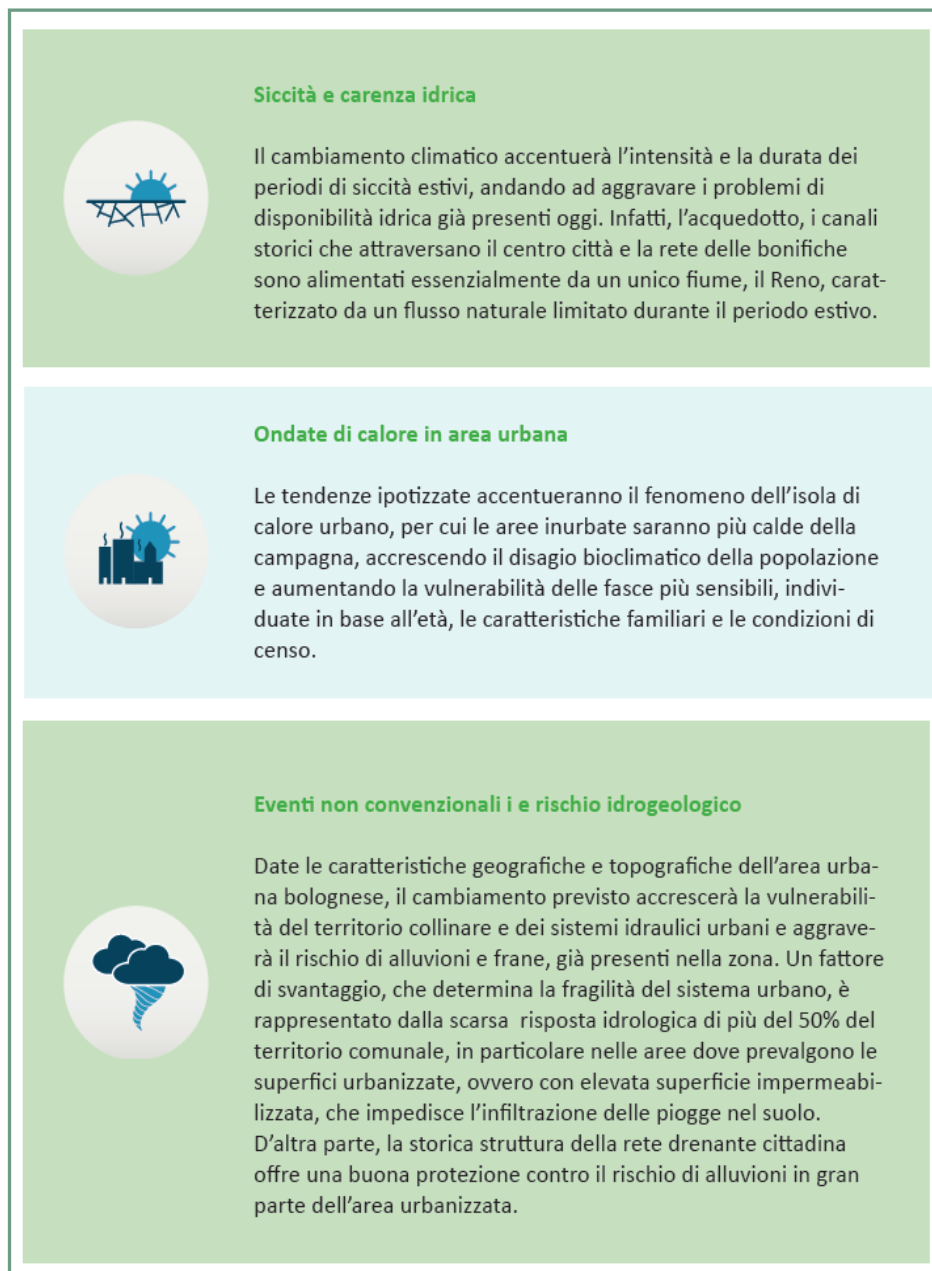 Siccità e carenza idrica
Il cambiamento climatico accentuerà l'intensità e la durata dei
periodi di siccità estivi, andando ad aggravare i problemi di
disponibilità idrica già presenti oggi. Infatti, l'acquedotto, i canali
storici che attraversano il centro città e la rete delle bonifiche
sono alimentati essenzialmente da un unico fiume, il Reno, carat-
terizzato da un flusso naturale limitato durante il periodo estivo.
Ondate di calore in area urbana
Le tendenze ipotizzate accentueranno il fenomeno dell'isola di
calore urbano, per cui le aree inurbate saranno più calde della
campagna, accrescendo il disagio bioclimatico della popolazione
e aumentando la vulnerabilità delle fasce più sensibili, indivi-
duate in base all'età, le caratteristiche familiari e le condizioni di
censo.
Eventi non convenzionali i e rischio idrogeologico
Date le caratteristiche geografiche e topografiche dell'area urba-
na bolognese, il cambiamento previsto accrescerà la vulnerabili-
tà del territorio collinare e dei sistemi idraulici urbani e aggrave-
rà il rischio di alluvioni e frane, già presenti nella zona. Un fattore
di svantaggio, che determina la fragilità del sistema urbano, è
rappresentato dalla scarsa  risposta idrologica di più del 50% del
territorio comunale, in particolare nelle aree dove prevalgono le
superfici urbanizzate, ovvero con elevata superficie impermeabi-
lizzata, che impedisce l'infiltrazione delle piogge nel suolo.
D'altra parte, la storica struttura della rete drenante cittadina
offre una buona protezione contro il rischio di alluvioni in gran
parte dell'area urbanizzata.